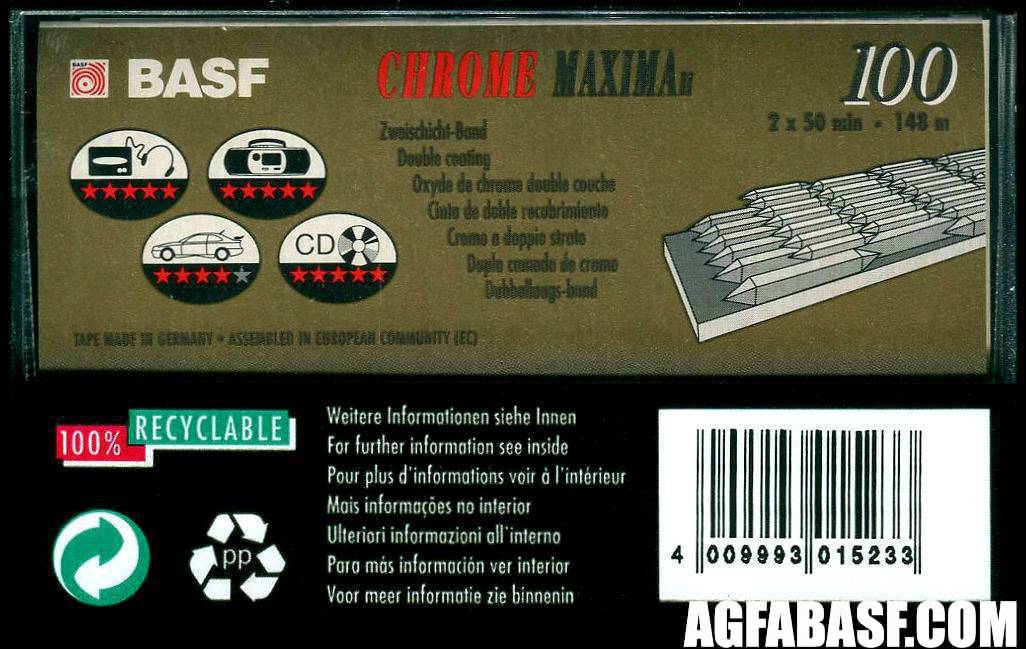 BASF
BASF
CHROME MAXIMA II
100
2 x 50 min • 148 m
Zweischicht-Band
Double coating
Oxyde de chrome double couche
Cinta de doble recubrimiento
Cromo a doppio strato
Dupla camada de cromo
Dubbellaags-band
CD
TAPE MADE IN GERMANY • ASSEMBLED IN EUROPEAN COMMUNITY (EC)
100% RECYCLABLE
PP
Weitere Informationen siehe Innen
For further information see inside
Pour plus d'informations voir à l'intérieur
Mais informações no interior
Ulteriori informazioni all'interno
Para más información ver interior
Voor meer informatie zie binnenin
4 009993 015233
AGFABASF.COM